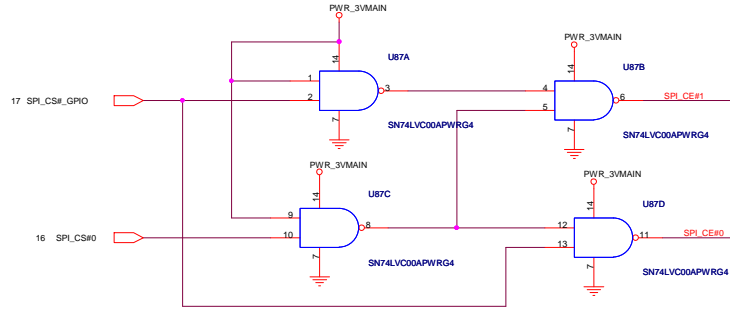 PWR_3VMAIN
U87A
PWR_3VMAIN
U87B
14
14
1
3
4
SPI_CE#1
17 SPI_CS#_GPIO
2
5
6
7
SN74LVC00APWRG4
7
SN74LVC00APWRG4
PWR_3VMAIN
U87C
PWR_3VMAIN
U87D
14
14
9
8
12
SPI_CE#0
16 SPI_CS#0
10
13
11
7
SN74LVC00APWRG4
7
SN74LVC00APWRG4